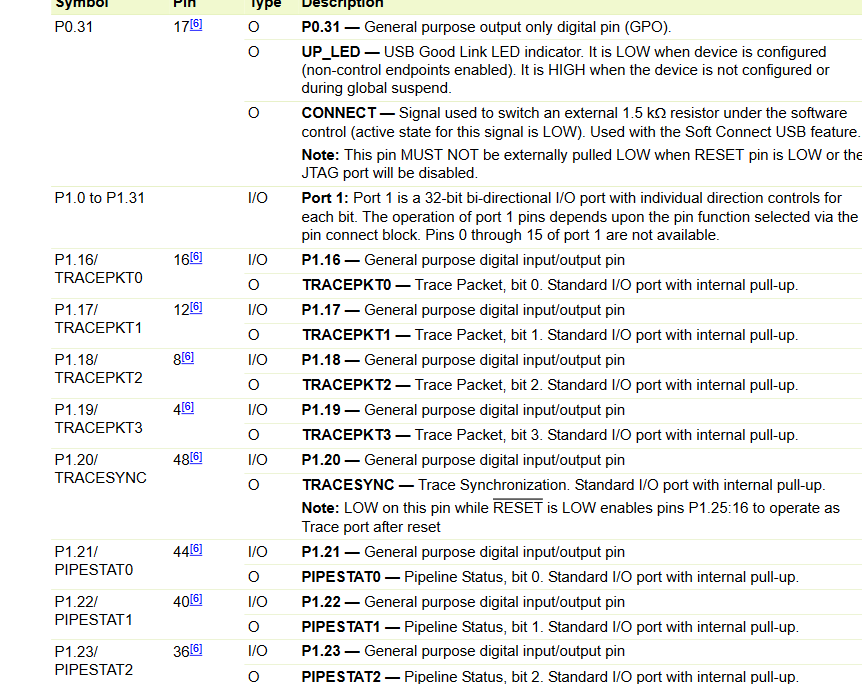 Symbol Pin Type Description
P0.31 17[6] O P0.31 — General purpose output only digital pin (GPO).
O UP_LED — USB Good Link LED indicator. It is LOW when device is configured
(non-control endpoints enabled). It is HIGH when the device is not configured or
during global suspend.
O CONNECT — Signal used to switch an external 1.5 kΩ resistor under the software
control (active state for this signal is LOW). Used with the Soft Connect USB feature.
Note: This pin MUST NOT be externally pulled LOW when RESET pin is LOW or the
JTAG port will be disabled.
P1.0 to P1.31 I/O Port 1: Port 1 is a 32-bit bi-directional I/O port with individual direction controls for
each bit. The operation of port 1 pins depends upon the pin function selected via the
pin connect block. Pins 0 through 15 of port 1 are not available.
P1.16/ 16[6] I/O P1.16 — General purpose digital input/output pin
TRACEPKT0 O TRACEPKT0 — Trace Packet, bit 0. Standard I/O port with internal pull-up.
P1.17/ 12[6] I/O P1.17 — General purpose digital input/output pin
TRACEPKT1 O TRACEPKT1 — Trace Packet, bit 1. Standard I/O port with internal pull-up.
P1.18/ 8[6] I/O P1.18 — General purpose digital input/output pin
TRACEPKT2 O TRACEPKT2 — Trace Packet, bit 2. Standard I/O port with internal pull-up.
P1.19/ 4[6] I/O P1.19 — General purpose digital input/output pin
TRACEPKT3 O TRACEPKT3 — Trace Packet, bit 3. Standard I/O port with internal pull-up.
P1.20/ 48[6] I/O P1.20 — General purpose digital input/output pin
TRACESYNC O TRACESYNC — Trace Synchronization. Standard I/O port with internal pull-up.
Note: LOW on this pin while RESET is LOW enables pins P1.25:16 to operate as
Trace port after reset
P1.21/ 44[6] I/O P1.21 — General purpose digital input/output pin
PIPESTAT0 O PIPESTAT0 — Pipeline Status, bit 0. Standard I/O port with internal pull-up.
P1.22/ 40[6] I/O P1.22 — General purpose digital input/output pin
PIPESTAT1 O PIPESTAT1 — Pipeline Status, bit 1. Standard I/O port with internal pull-up.
P1.23/ 36[6] I/O P1.23 — General purpose digital input/output pin
PIPESTAT2 O PIPESTAT2 — Pipeline Status, bit 2. Standard I/O port with internal pull-up.